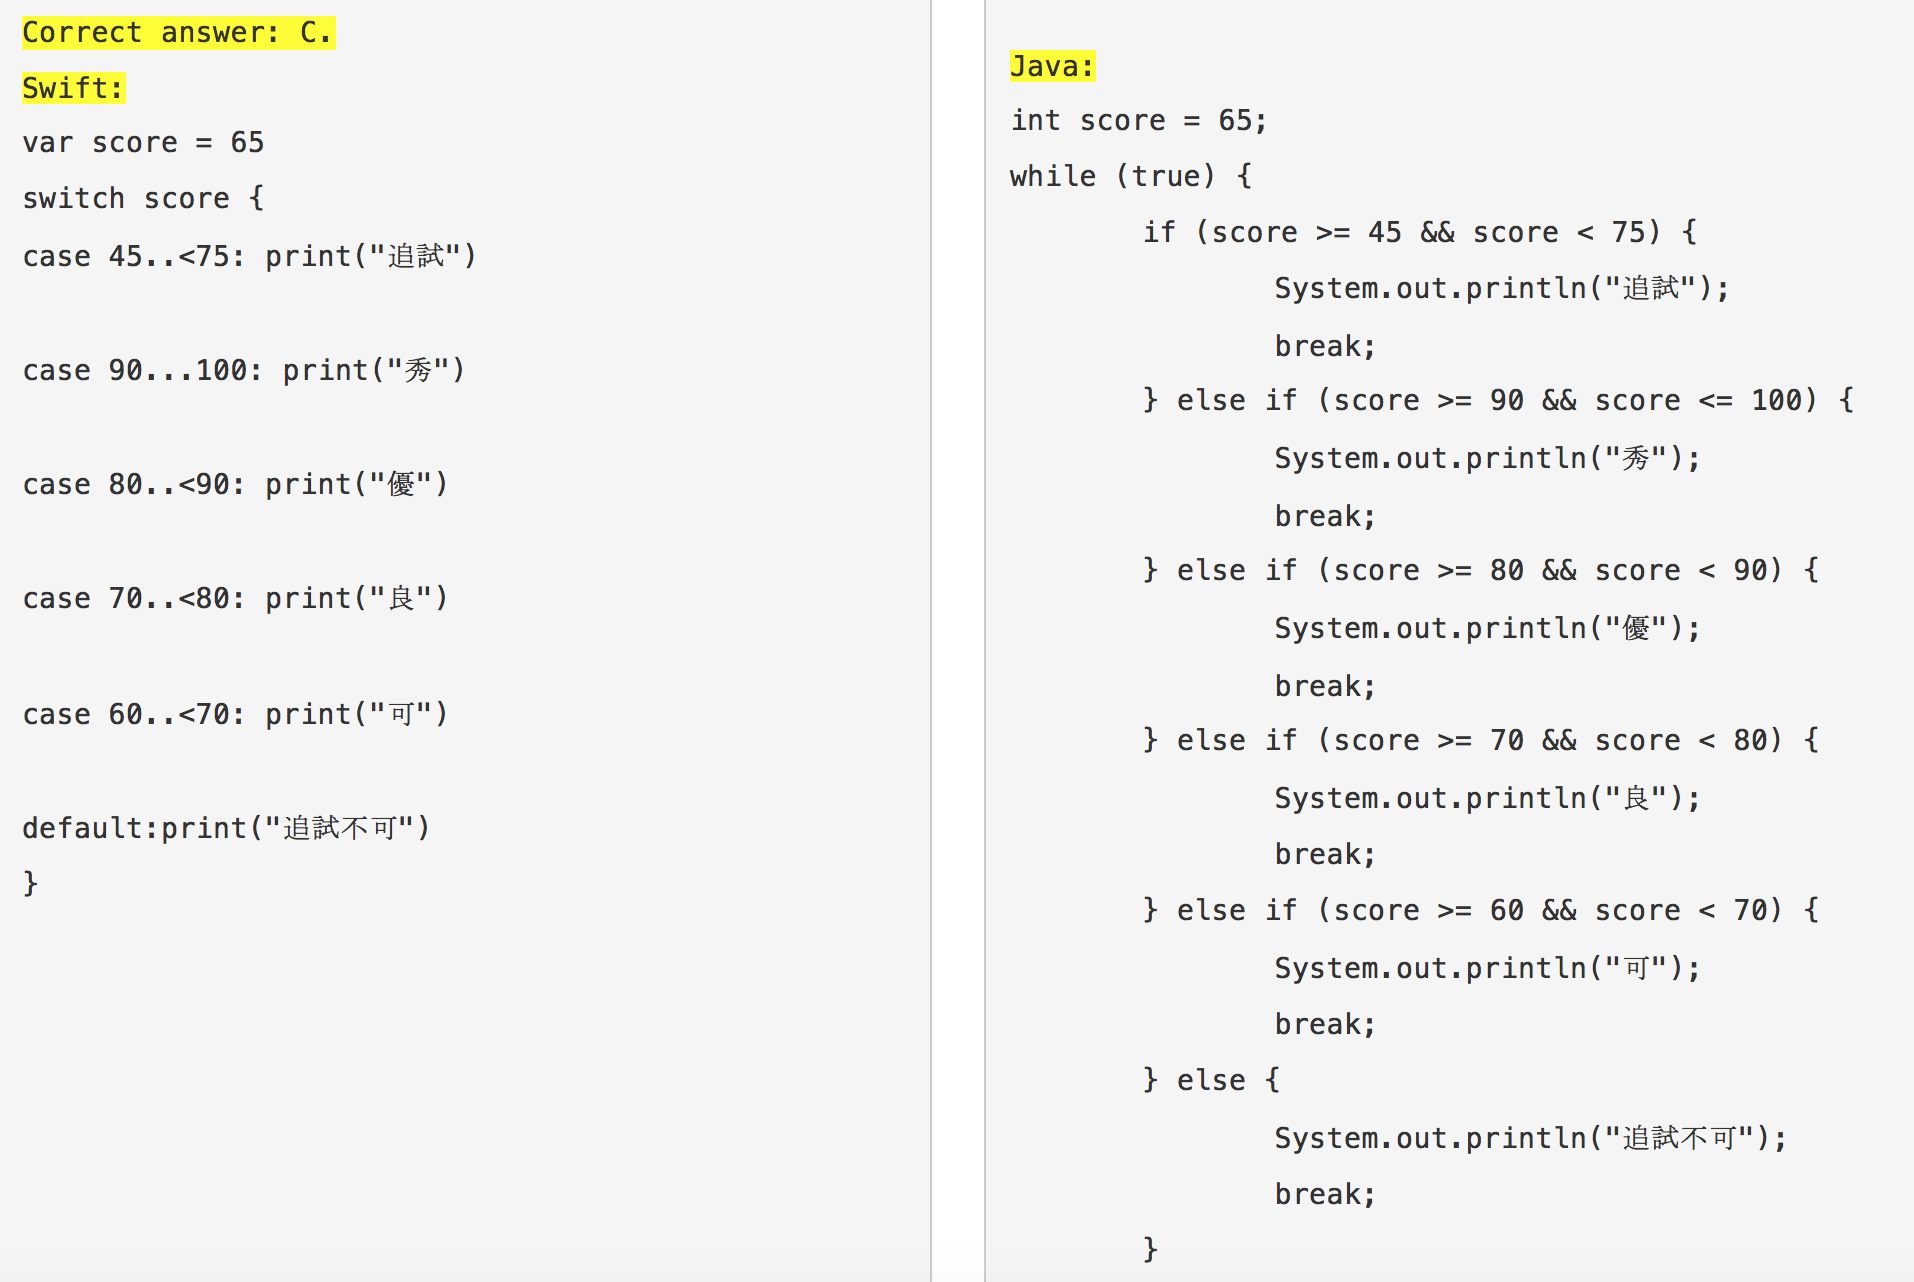 Correct answer: C.
Swift:
var score = 65
switch score {
case 45..<75: print("追試")
case 90...100: print("秀")
case 80..<90: print("優")
case 70..<80: print("良")
case 60..<70: print("可")
default:print("追試不可")
}
Java:
int score = 65;
while (true) {
if (score >= 45 && score < 75) {
System.out.println("追試");
break;
} else if (score >= 90 && score <= 100) {
System.out.println("秀");
break;
} else if (score >= 80 && score < 90) {
System.out.println("優");
break;
} else if (score >= 70 && score < 80) {
System.out.println("良");
break;
} else if (score >= 60 && score < 70) {
System.out.println("可");
break;
} else {
System.out.println("追試不可");
break;
}